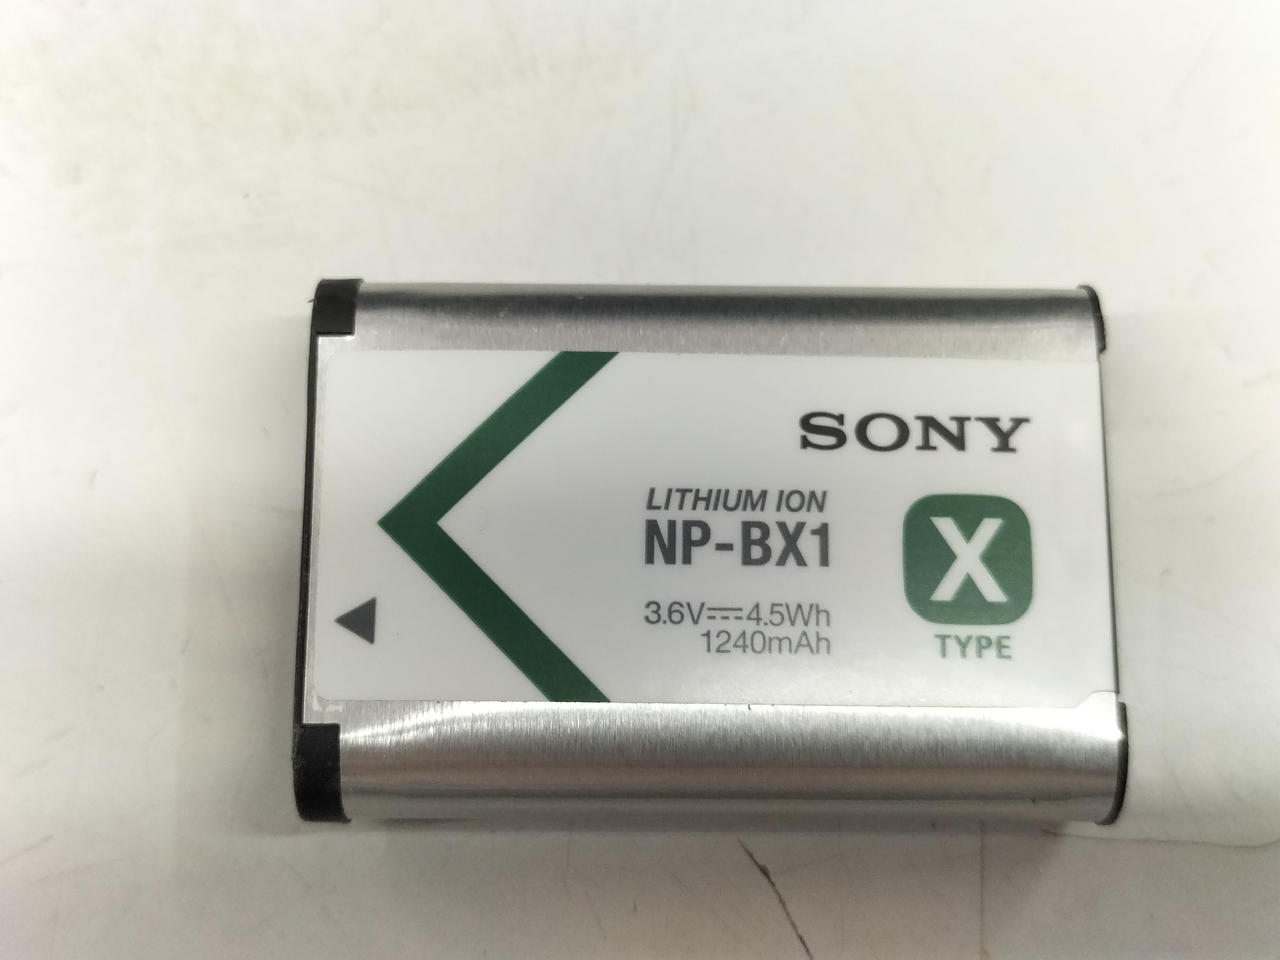 SONY
LITHIUM ION
NP-BX1
X
3.6V⎓4.5Wh
1240mAh
TYPE